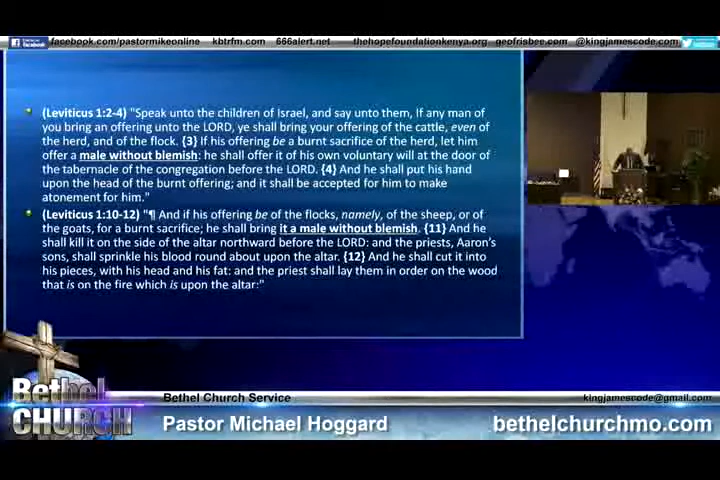 facebook.com/pastormikeonline kbtrfm.com 666alert.net thehopefoundationkenya.org geofrisbee.com @kingjamescode.com
(Leviticus 1:2-4) "Speak unto the children of Israel, and say unto them, If any man of
you bring an offering unto the LORD, ye shall bring your offering of the cattle, even of
the herd, and of the flock. {3} If his offering be a burnt sacrifice of the herd, let him
offer a male without blemish: he shall offer it of his own voluntary will at the door of
the tabernacle of the congregation before the LORD. {4} And he shall put his hand
upon the head of the burnt offering; and it shall be accepted for him to make
atonement for him."
(Leviticus 1:10-12) "¶ And if his offering be of the flocks, namely, of the sheep, or of
the goats, for a burnt sacrifice; he shall bring it a male without blemish. {11} And he
shall kill it on the side of the altar northward before the LORD: and the priests, Aaron's
sons, shall sprinkle his blood round about upon the altar. {12} And he shall cut it into
his pieces, with his head and his fat: and the priest shall lay them in order on the wood
that is on the fire which is upon the altar:"
Bethel
CHURCH
Bethel Church Service
kingjamescode@gmail.com
Pastor Michael Hoggard
bethelchurchmo.com